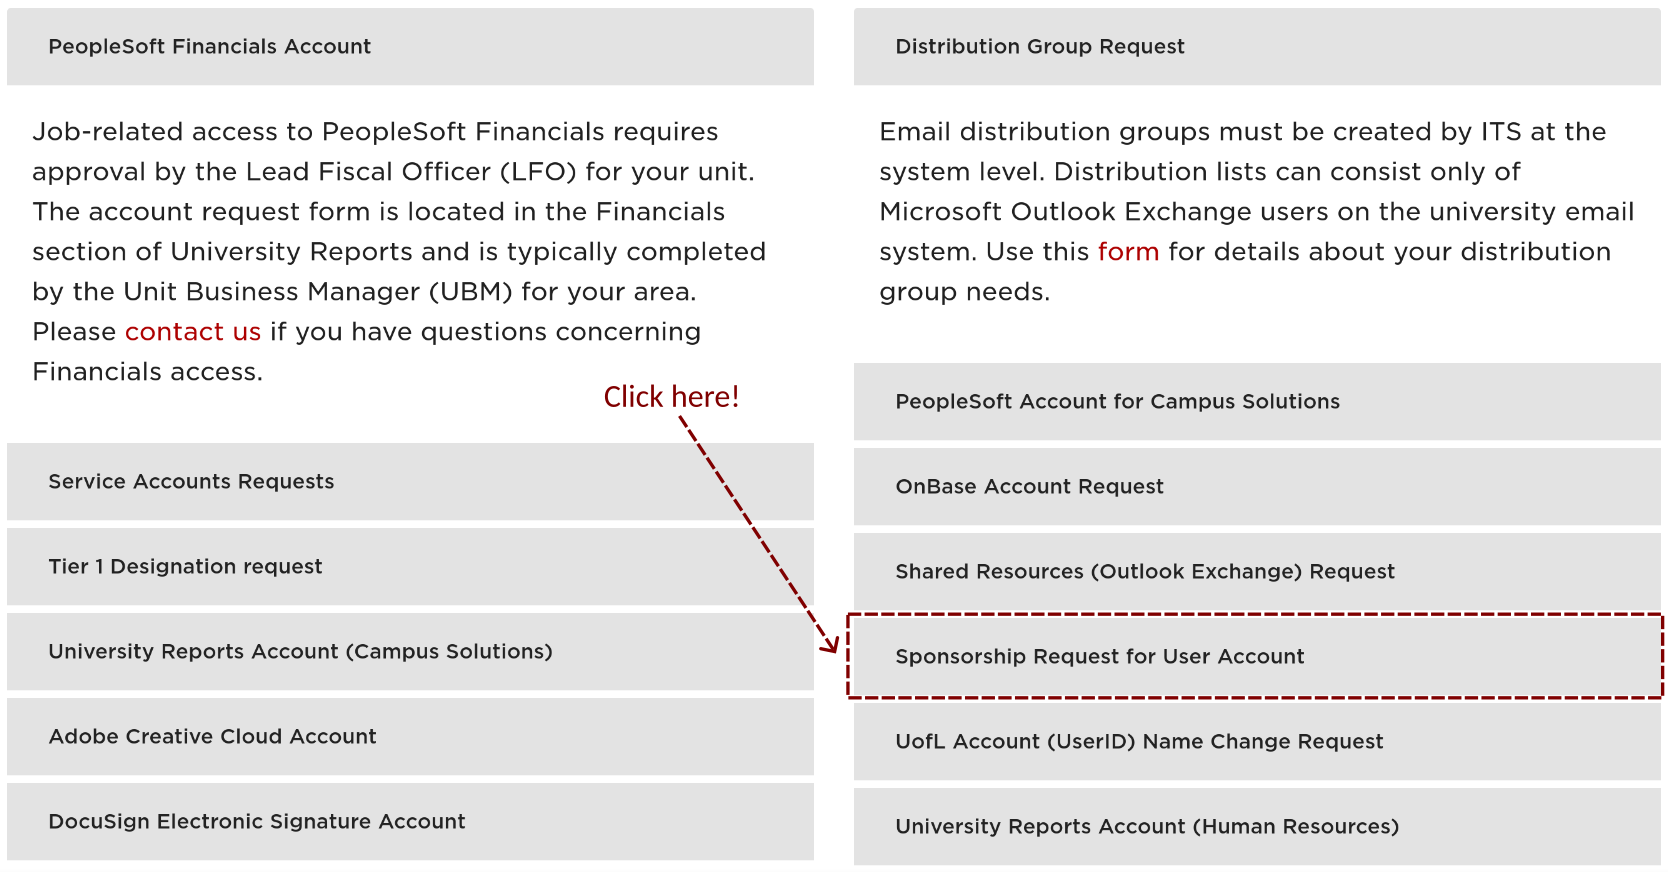 PeopleSoft Financials Account
Job-related access to PeopleSoft Financials requires
approval by the Lead Fiscal Officer (LFO) for your unit.
The account request form is located in the Financials
section of University Reports and is typically completed
by the Unit Business Manager (UBM) for your area.
Please contact us if you have questions concerning
Financials access.
Click here!
Service Accounts Requests
Tier 1 Designation request
University Reports Account (Campus Solutions)
Adobe Creative Cloud Account
DocuSign Electronic Signature Account
Distribution Group Request
Email distribution groups must be created by ITS at the
system level. Distribution lists can consist only of
Microsoft Outlook Exchange users on the university email
system. Use this form for details about your distribution
group needs.
PeopleSoft Account for Campus Solutions
OnBase Account Request
Shared Resources (Outlook Exchange) Request
Sponsorship Request for User Account
UofL Account (UserID) Name Change Request
University Reports Account (Human Resources)